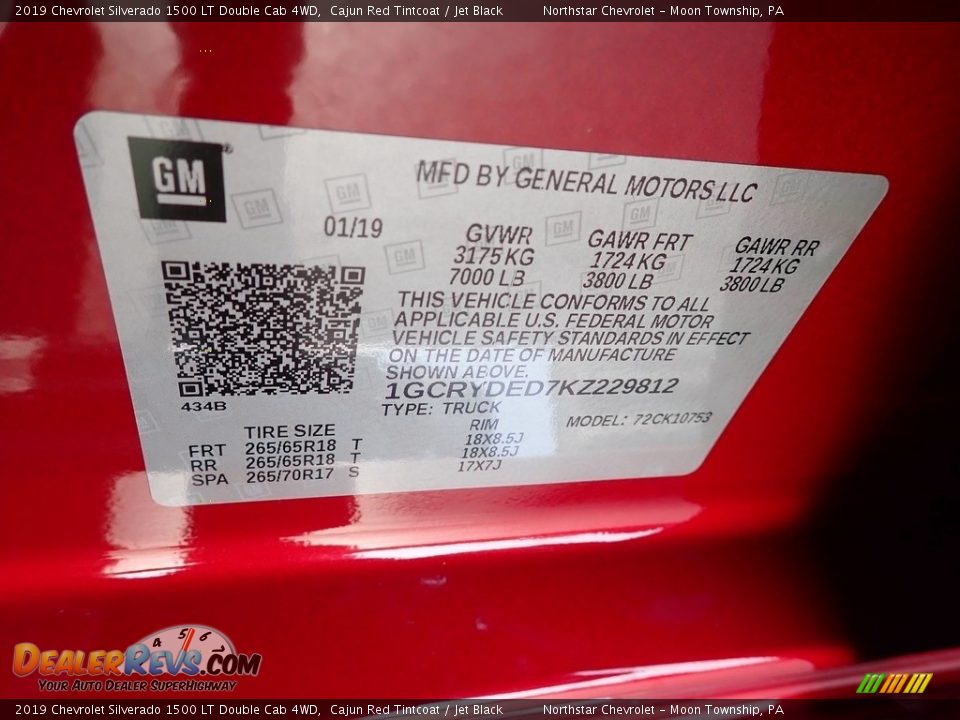 2019 Chevrolet Silverado 1500 LT Double Cab 4WD, Cajun Red Tintcoat / Jet Black Northstar Chevrolet - Moon Township, PA
GM®
MFD BY GENERAL MOTORS LLC
01/19 GVWR GAWR FRT GAWR RR
3175 KG 1724 KG 1724 KG
7000 LB 3800 LB 3800 LB
THIS VEHICLE CONFORMS TO ALL
APPLICABLE U.S. FEDERAL MOTOR
VEHICLE SAFETY STANDARDS IN EFFECT
ON THE DATE OF MANUFACTURE
SHOWN ABOVE.
1GCRYDED7KZ229812
434B
TYPE: TRUCK MODEL: 72CK10753
TIRE SIZE RIM
FRT 265/65R18 T 18X8.5J
RR 265/65R18 T 18X8.5J
SPA 265/70R17 S 17X7J
4 5 6
DEALERREVS.COM
YOUR AUTO DEALER SUPERHIGHWAY
2019 Chevrolet Silverado 1500 LT Double Cab 4WD, Cajun Red Tintcoat / Jet Black Northstar Chevrolet - Moon Township, PA